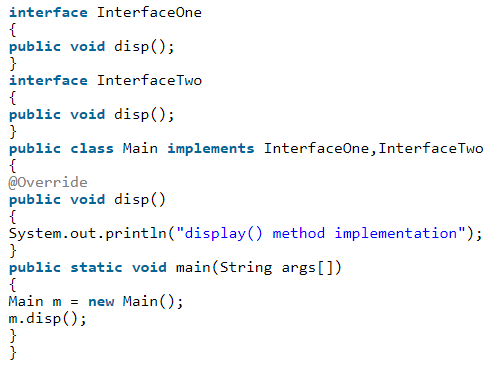 interface InterfaceOne
{
public void disp();
}
interface InterfaceTwo
{
public void disp();
}
public class Main implements InterfaceOne,InterfaceTwo
{
@Override
public void disp()
{
System.out.println("display() method implementation");
}
public static void main(String args[])
{
Main m = new Main();
m.disp();
}
}